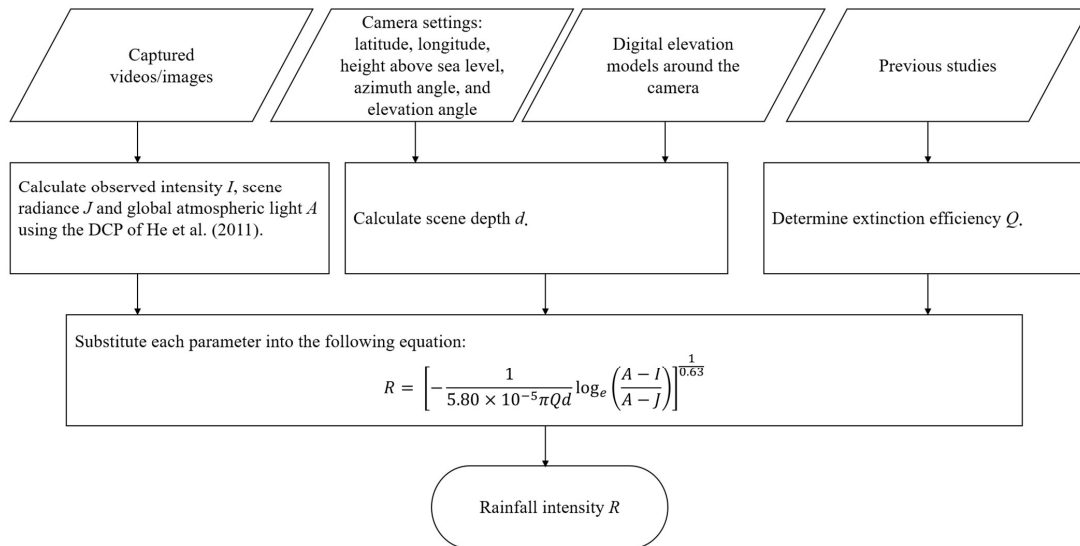 Captured
videos/images
Camera settings:
latitude, longitude,
height above sea level,
azimuth angle, and
elevation angle
Digital elevation
models around the
camera
Previous studies
Calculate observed intensity I, scene
radiance J and global atmospheric light A
using the DCP of He et al. (2011).
Calculate scene depth d.
Determine extinction efficiency Q.
Substitute each parameter into the following equation:
R = [−1/(5.80 × 10⁻⁵πQd) logₑ((A − I)/(A − J))]^(1/0.63)
Rainfall intensity R